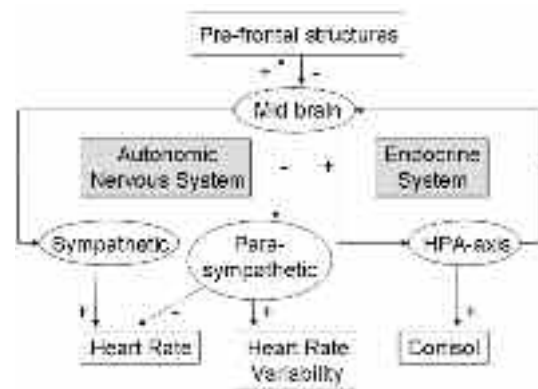 Pre-frontal structures
+ -
Mid brain
Autonomic
Nervous System
- +
Endocrine
System
Sympathetic
Para-
sympathetic
HPA-axis
+ - + +
Heart Rate
Heart Rate
Variability
Cortisol